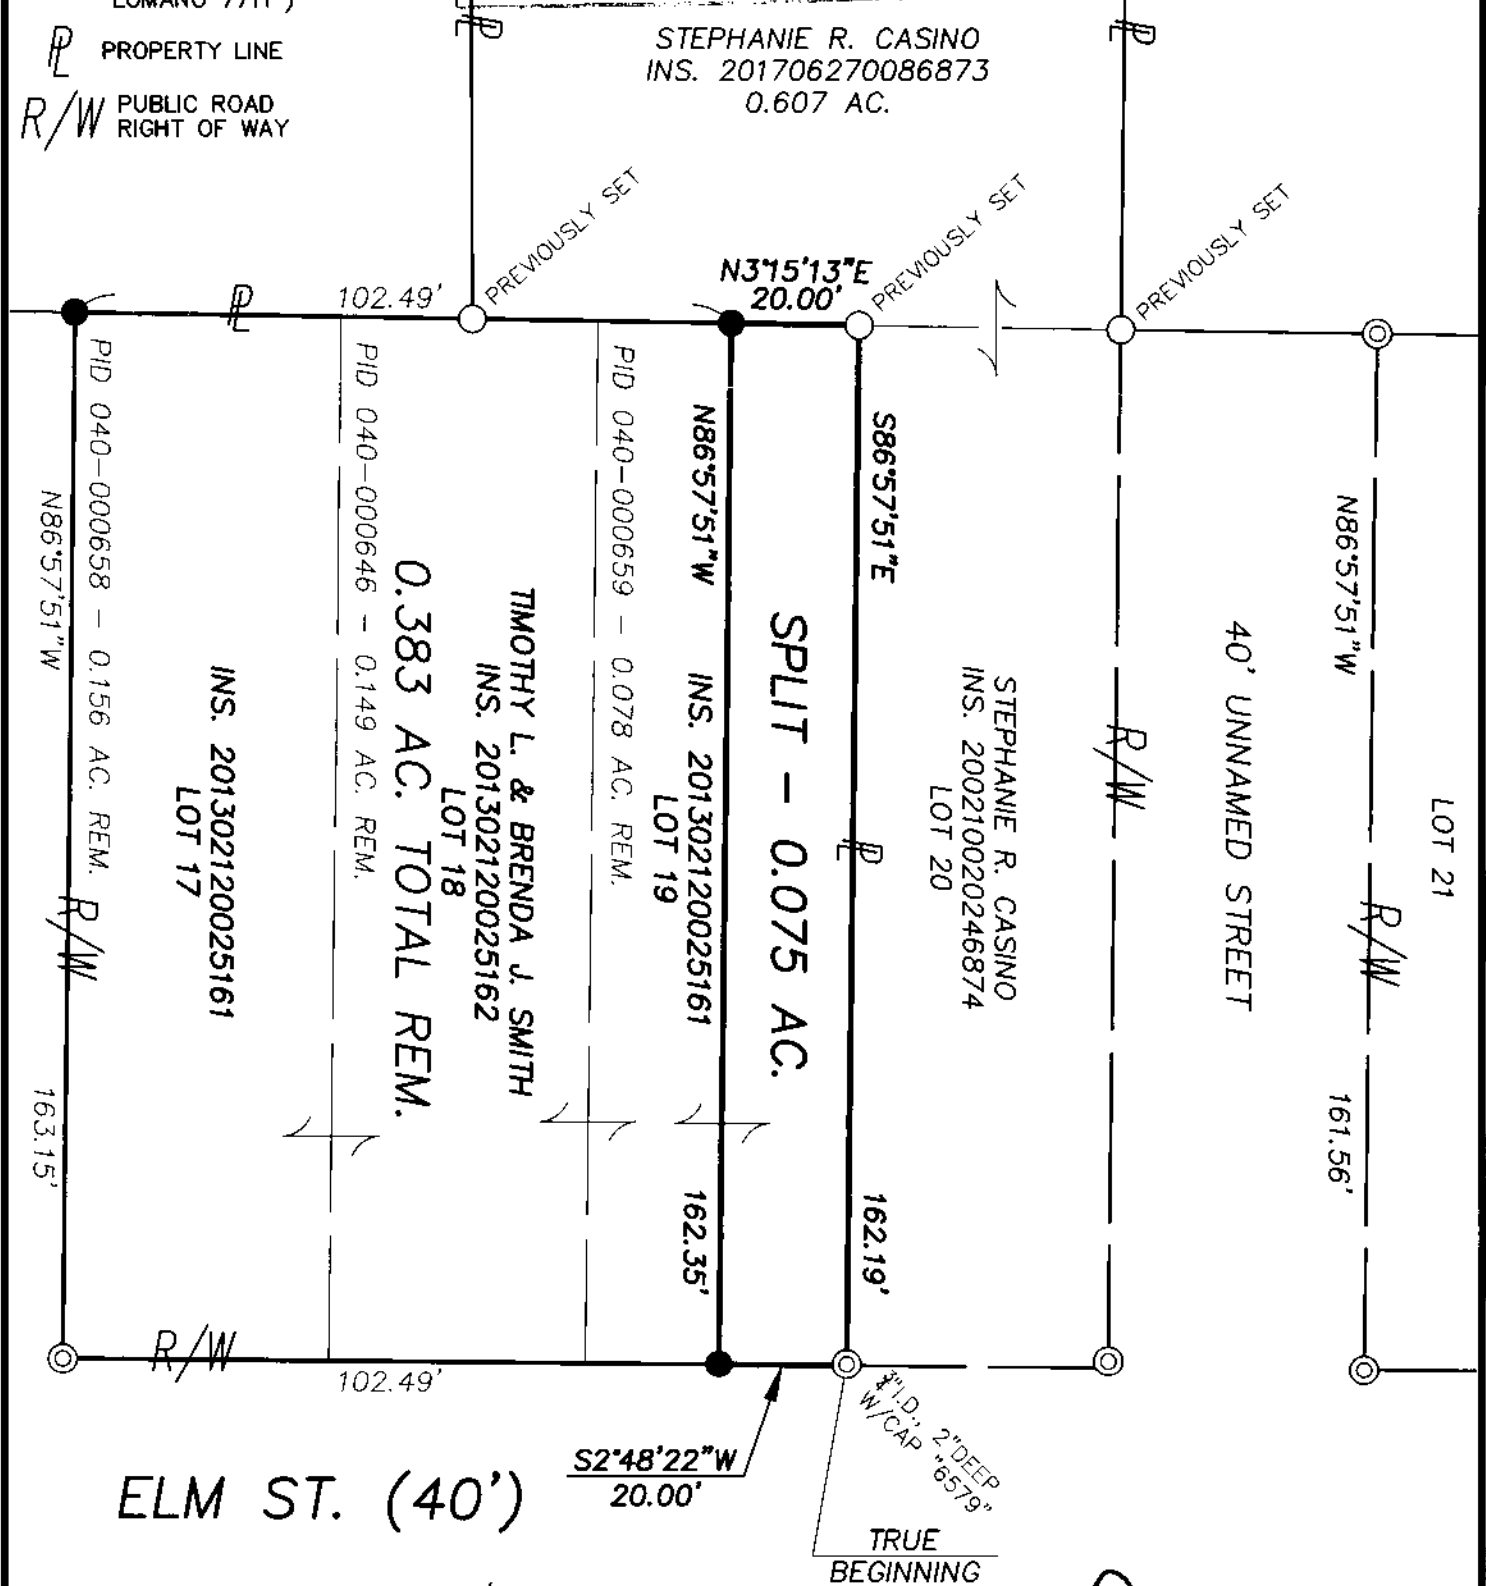 PROPERTY LINE
R/W PUBLIC ROAD
RIGHT OF WAY
STEPHANIE R. CASINO
INS. 201706270086873
0.607 AC.
PREVIOUSLY SET
PREVIOUSLY SET
PREVIOUSLY SET
N3°15'13"E
20.00'
102.49'
PID 040-000658 - 0.156 AC. REM.
N86°57'51"W
163.15'
R/W
INS. 201302120025161
LOT 17
PID 040-000646 - 0.149 AC. REM.
0.383 AC. TOTAL REM.
TIMOTHY L. & BRENDA J. SMITH
INS. 201302120025162
LOT 18
PID 040-000659 - 0.078 AC. REM.
INS. 201302120025161
LOT 19
N86°57'51"W
162.35'
SPLIT - 0.075 AC.
S86°57'51"E
162.19'
STEPHANIE R. CASINO
INS. 200210020246874
LOT 20
R/W
40' UNNAMED STREET
N86°57'51"W
161.56'
R/W
LOT 21
R/W
102.49'
S2°48'22"W
20.00'
ELM ST. (40')
I.D., 2"DEEP
W/CAP "6579"
TRUE
BEGINNING